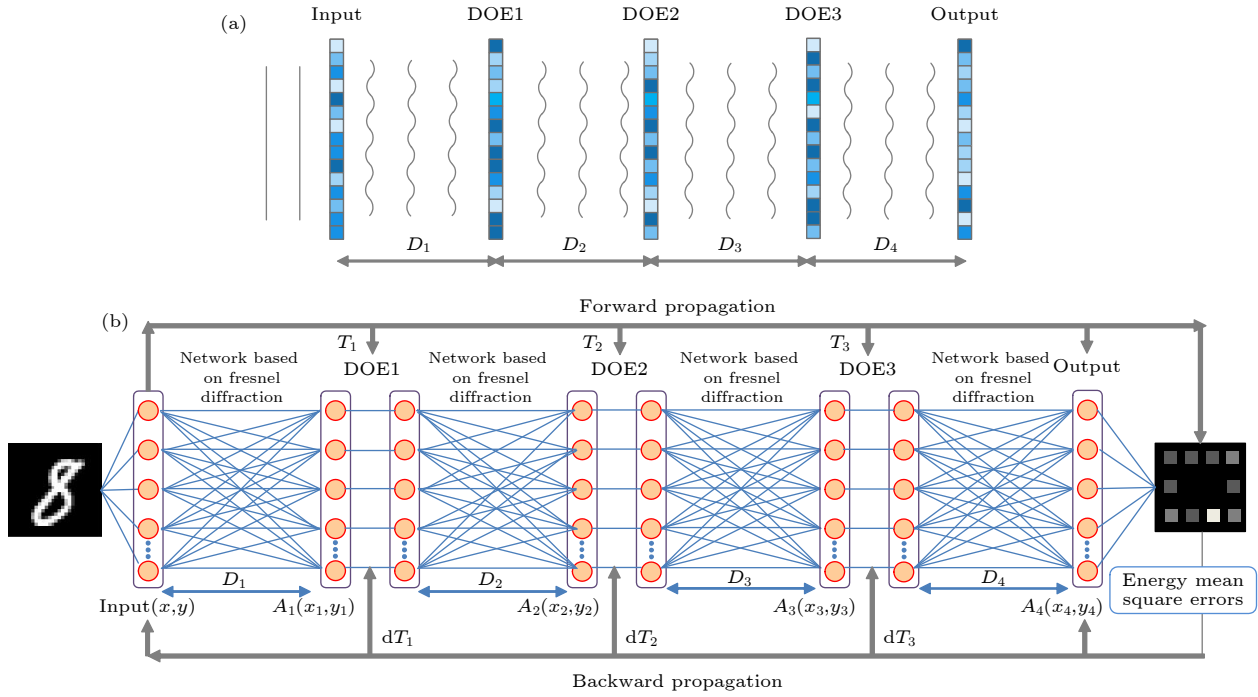 (a)
Input
DOE1
DOE2
DOE3
Output
D1
D2
D3
D4
(b)
Forward propagation
T1
T2
T3
Network based
on fresnel
diffraction
DOE1
Network based
on fresnel
diffraction
DOE2
Network based
on fresnel
diffraction
DOE3
Network based
on fresnel
diffraction
Output
8
D1
D2
D3
D4
Input(x,y)
A1(x1,y1)
A2(x2,y2)
A3(x3,y3)
A4(x4,y4)
Energy mean
square errors
dT1
dT2
dT3
Backward propagation